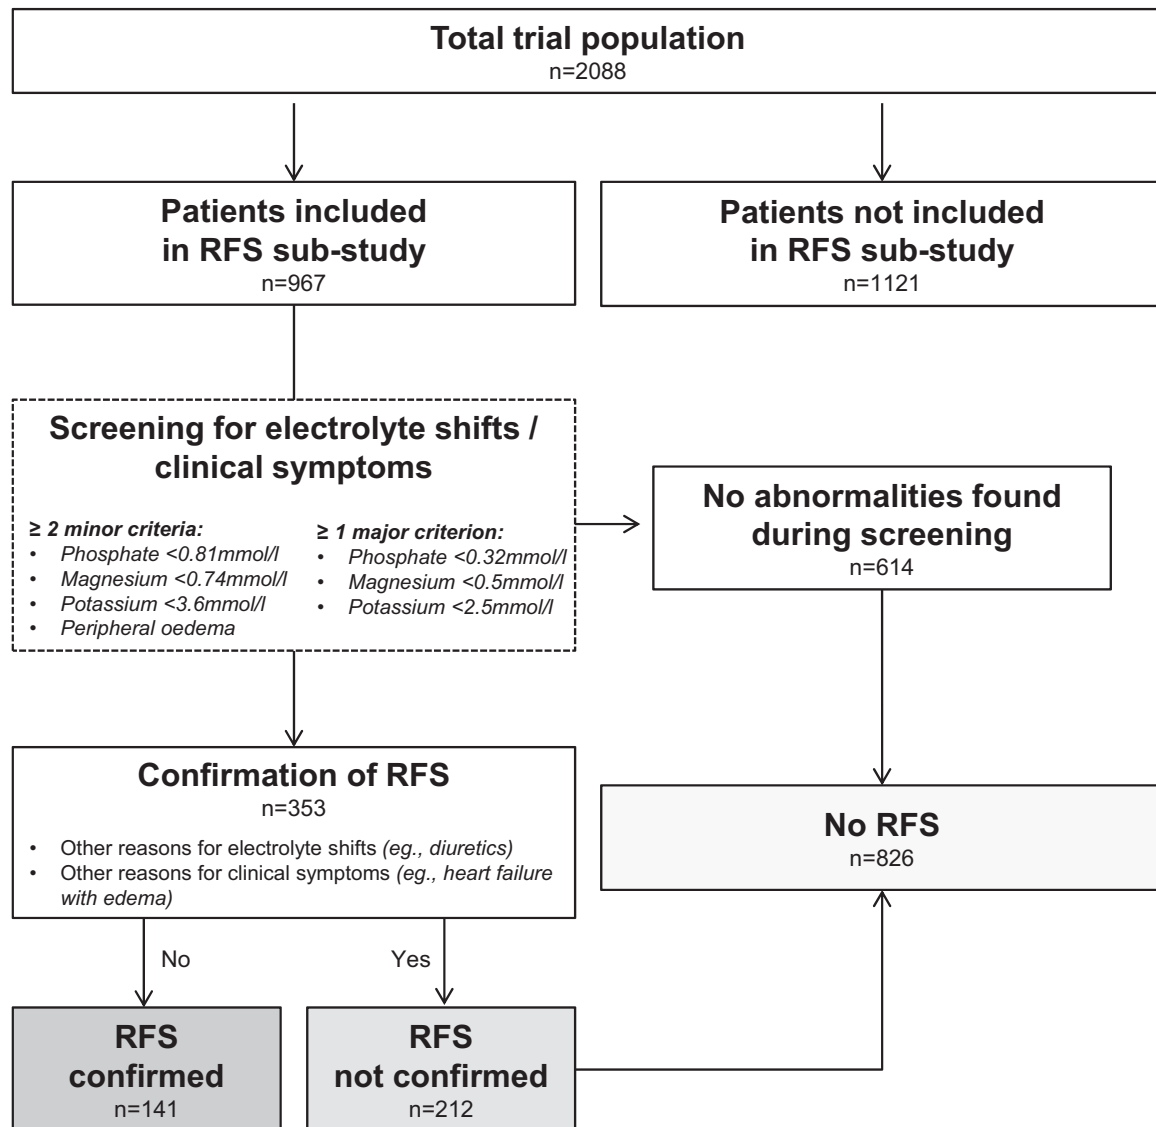 Total trial population
n=2088
Patients included
in RFS sub-study
n=967
Patients not included
in RFS sub-study
n=1121
Screening for electrolyte shifts /
clinical symptoms
≥ 2 minor criteria:
• Phosphate <0.81mmol/l
• Magnesium <0.74mmol/l
• Potassium <3.6mmol/l
• Peripheral oedema
≥ 1 major criterion:
• Phosphate <0.32mmol/l
• Magnesium <0.5mmol/l
• Potassium <2.5mmol/l
No abnormalities found
during screening
n=614
Confirmation of RFS
n=353
• Other reasons for electrolyte shifts (eg., diuretics)
• Other reasons for clinical symptoms (eg., heart failure
with edema)
No RFS
n=826
No
Yes
RFS
confirmed
n=141
RFS
not confirmed
n=212